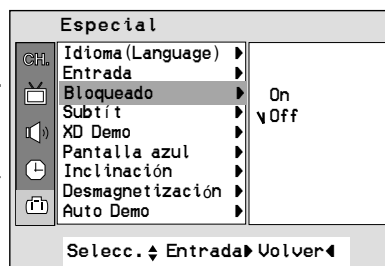 Especial
CH.
Idioma(Language)
Entrada
Bloqueado
Subtít
XD Demo
Pantalla azul
Inclinación
Desmagnetización
Auto Demo
On
Off
Selecc. Entrada Volver